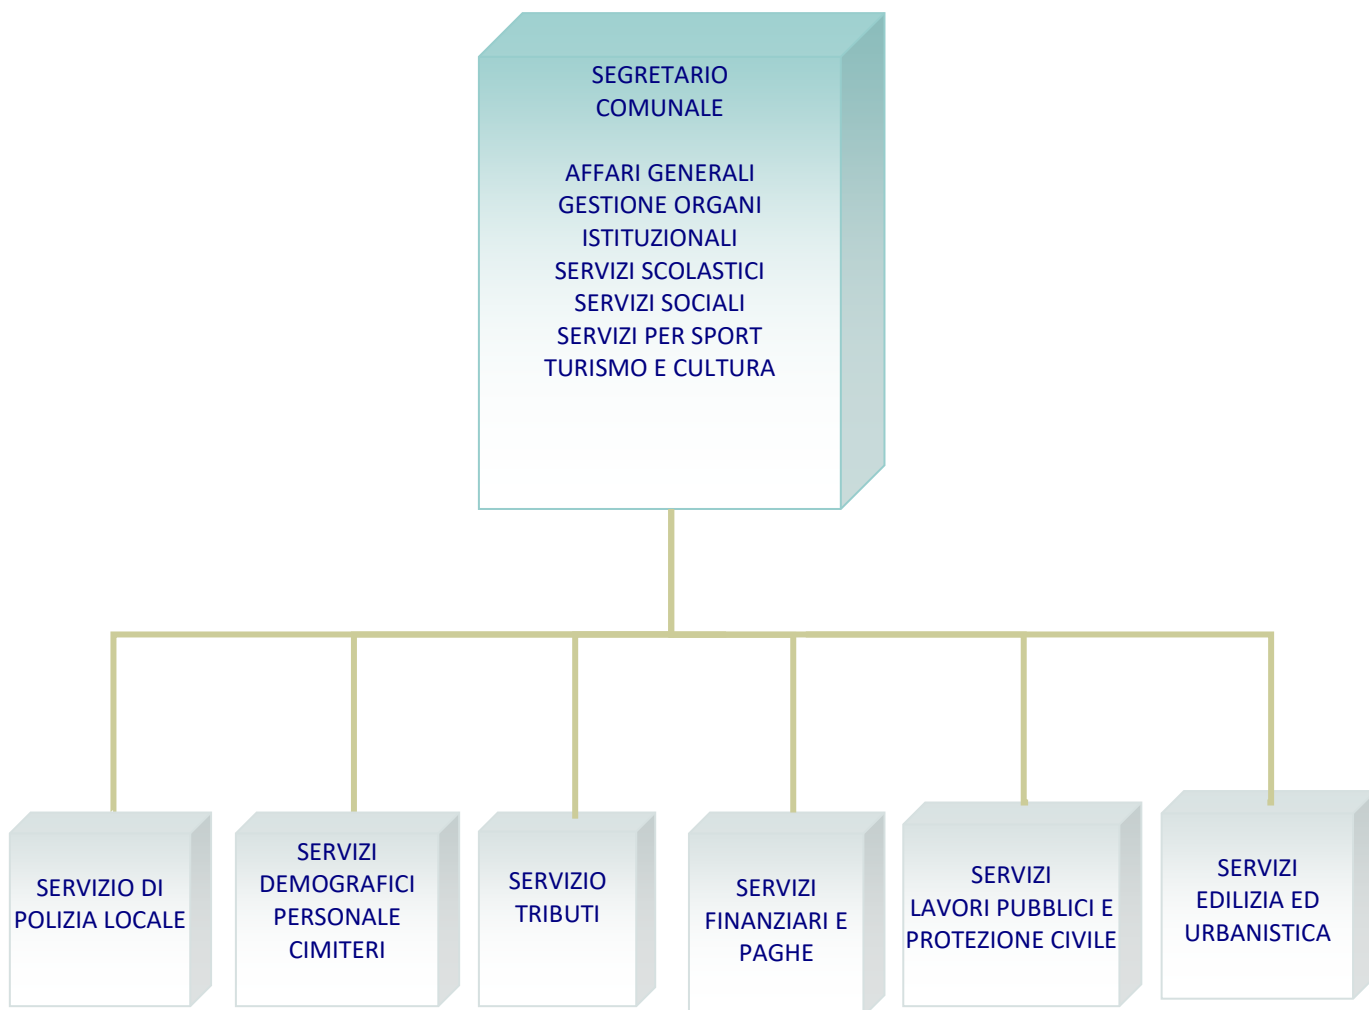 SEGRETARIO
COMUNALE
AFFARI GENERALI
GESTIONE ORGANI
ISTITUZIONALI
SERVIZI SCOLASTICI
SERVIZI SOCIALI
SERVIZI PER SPORT
TURISMO E CULTURA
SERVIZIO DI
POLIZIA LOCALE
SERVIZI
DEMOGRAFICI
PERSONALE
CIMITERI
SERVIZIO
TRIBUTI
SERVIZI
FINANZIARI E
PAGHE
SERVIZI
LAVORI PUBBLICI E
PROTEZIONE CIVILE
SERVIZI
EDILIZIA ED
URBANISTICA